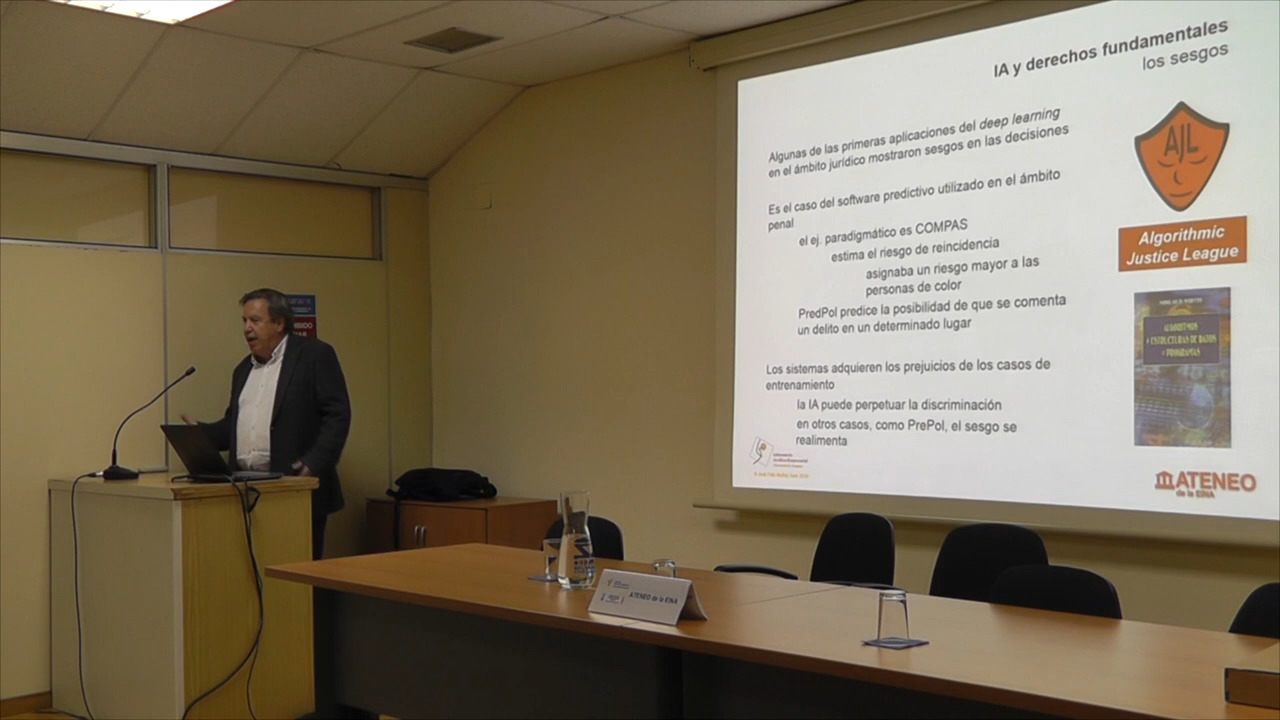 IA y derechos fundamentales
los sesgos
Algunas de las primeras aplicaciones del deep learning
en el ámbito jurídico mostraron sesgos en las decisiones
Es el caso del software predictivo utilizado en el ámbito
penal
el ej. paradigmático es COMPAS
estima el riesgo de reincidencia
asignaba un riesgo mayor a las
personas de color
PredPol predice la posibilidad de que se comenta
un delito en un determinado lugar
Los sistemas adquieren los prejuicios de los casos de
entrenamiento
la IA puede perpetuar la discriminación
en otros casos, como PrePol, el sesgo se
realimenta
AJL
Algorithmic
Justice League
ALGORITMOS
+ ESTRUCTURAS DE DATOS
= PROGRAMAS
ATENEO
de la EINA
ATENEO de la EINA